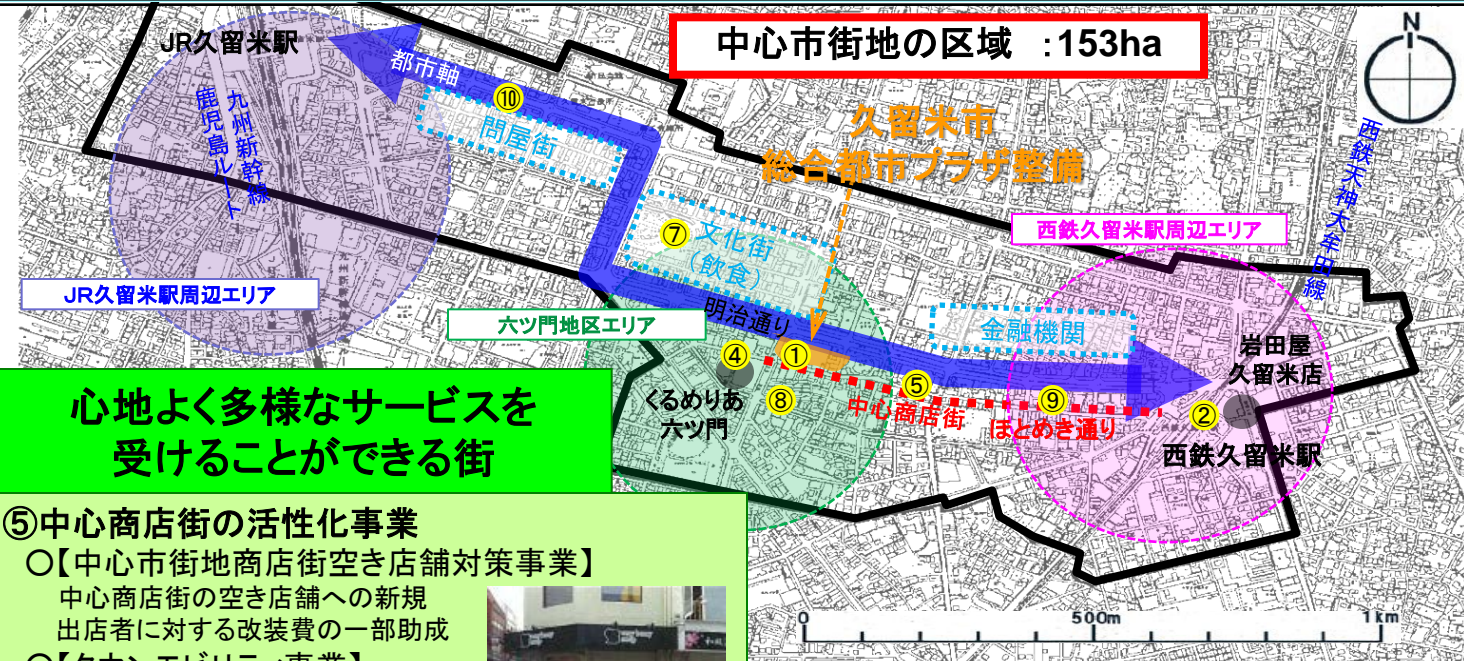 中心市街地の区域 ：153ha
N
JR久留米駅
都市軸
⑩
問屋街
九州新幹線
鹿児島ルート
久留米市
総合都市プラザ整備
西鉄天神大牟田線
西鉄久留米駅周辺エリア
⑦
文化街
(飲食)
JR久留米駅周辺エリア
六ツ門地区エリア
明治通り
金融機関
岩田屋
久留米店
④
①
⑤
⑧
⑨
②
くるめりあ
六ツ門
中心商店街
ほとめき通り
西鉄久留米駅
心地よく多様なサービスを
受けることができる街
⑤中心商店街の活性化事業
○【中心市街地商店街空き店舗対策事業】
中心商店街の空き店舗への新規
出店者に対する改装費の一部助成
0 500m 1km